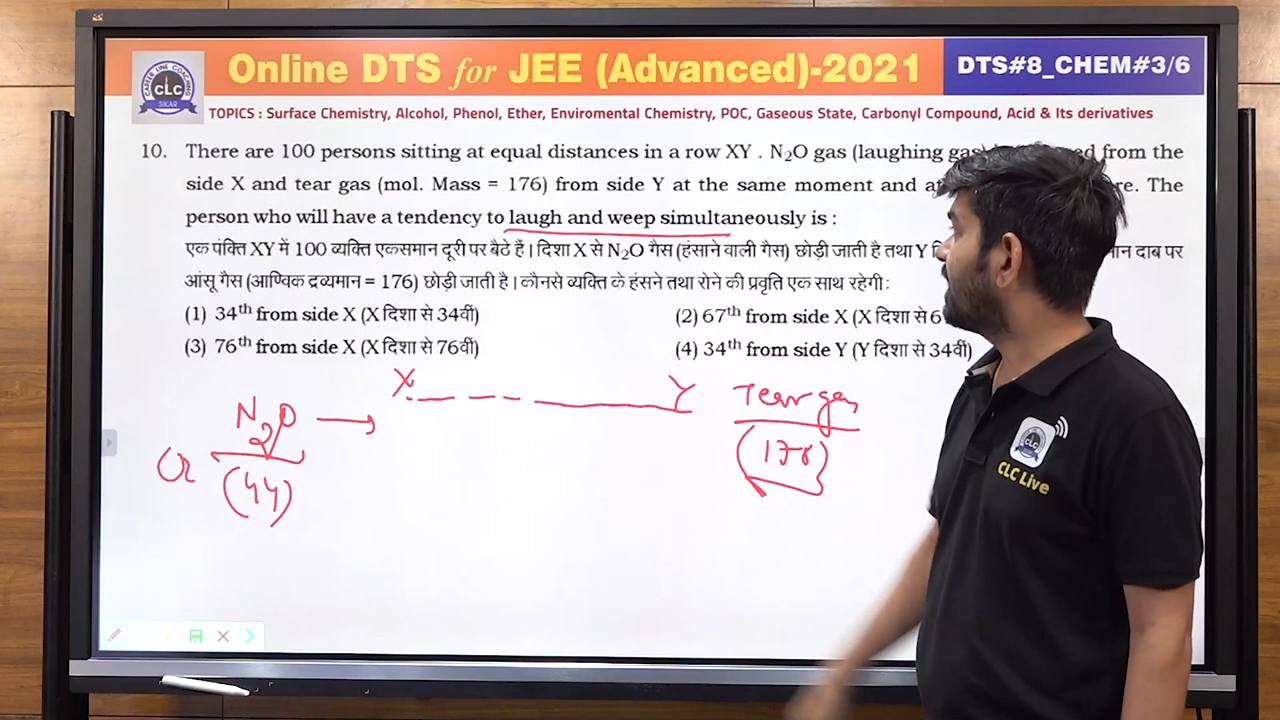 Online DTS for JEE (Advanced)-2021
DTS#8_CHEM#3/6
CAREER LINE COACHING
CLC
SIKAR
TOPICS : Surface Chemistry, Alcohol, Phenol, Ether, Enviromental Chemistry, POC, Gaseous State, Carbonyl Compound, Acid & Its derivatives
10. There are 100 persons sitting at equal distances in a row XY . N₂O gas (laughing gas) from the
side X and tear gas (mol. Mass = 176) from side Y at the same moment and The
person who will have a tendency to laugh and weep simultaneously is :
एक पंक्ति XY में 100 व्यक्ति एकसमान दूरी पर बैठे हैं। दिशा X से N₂O गैस (हंसाने वाली गैस) छोड़ी जाती है तथा Y दाब पर
आंसू गैस (आण्विक द्रव्यमान = 176) छोड़ी जाती है। कौनसे व्यक्ति के हंसने तथा रोने की प्रवृति एक साथ रहेगी:
(1) 34th from side X (X दिशा से 34वीं)
(2) 67th from side X (X दिशा से 6
(3) 76th from side X (X दिशा से 76वीं)
(4) 34th from side Y (Y दिशा से 34वीं)
X Y
Tear gas
N₂O
(44)
CLC Live